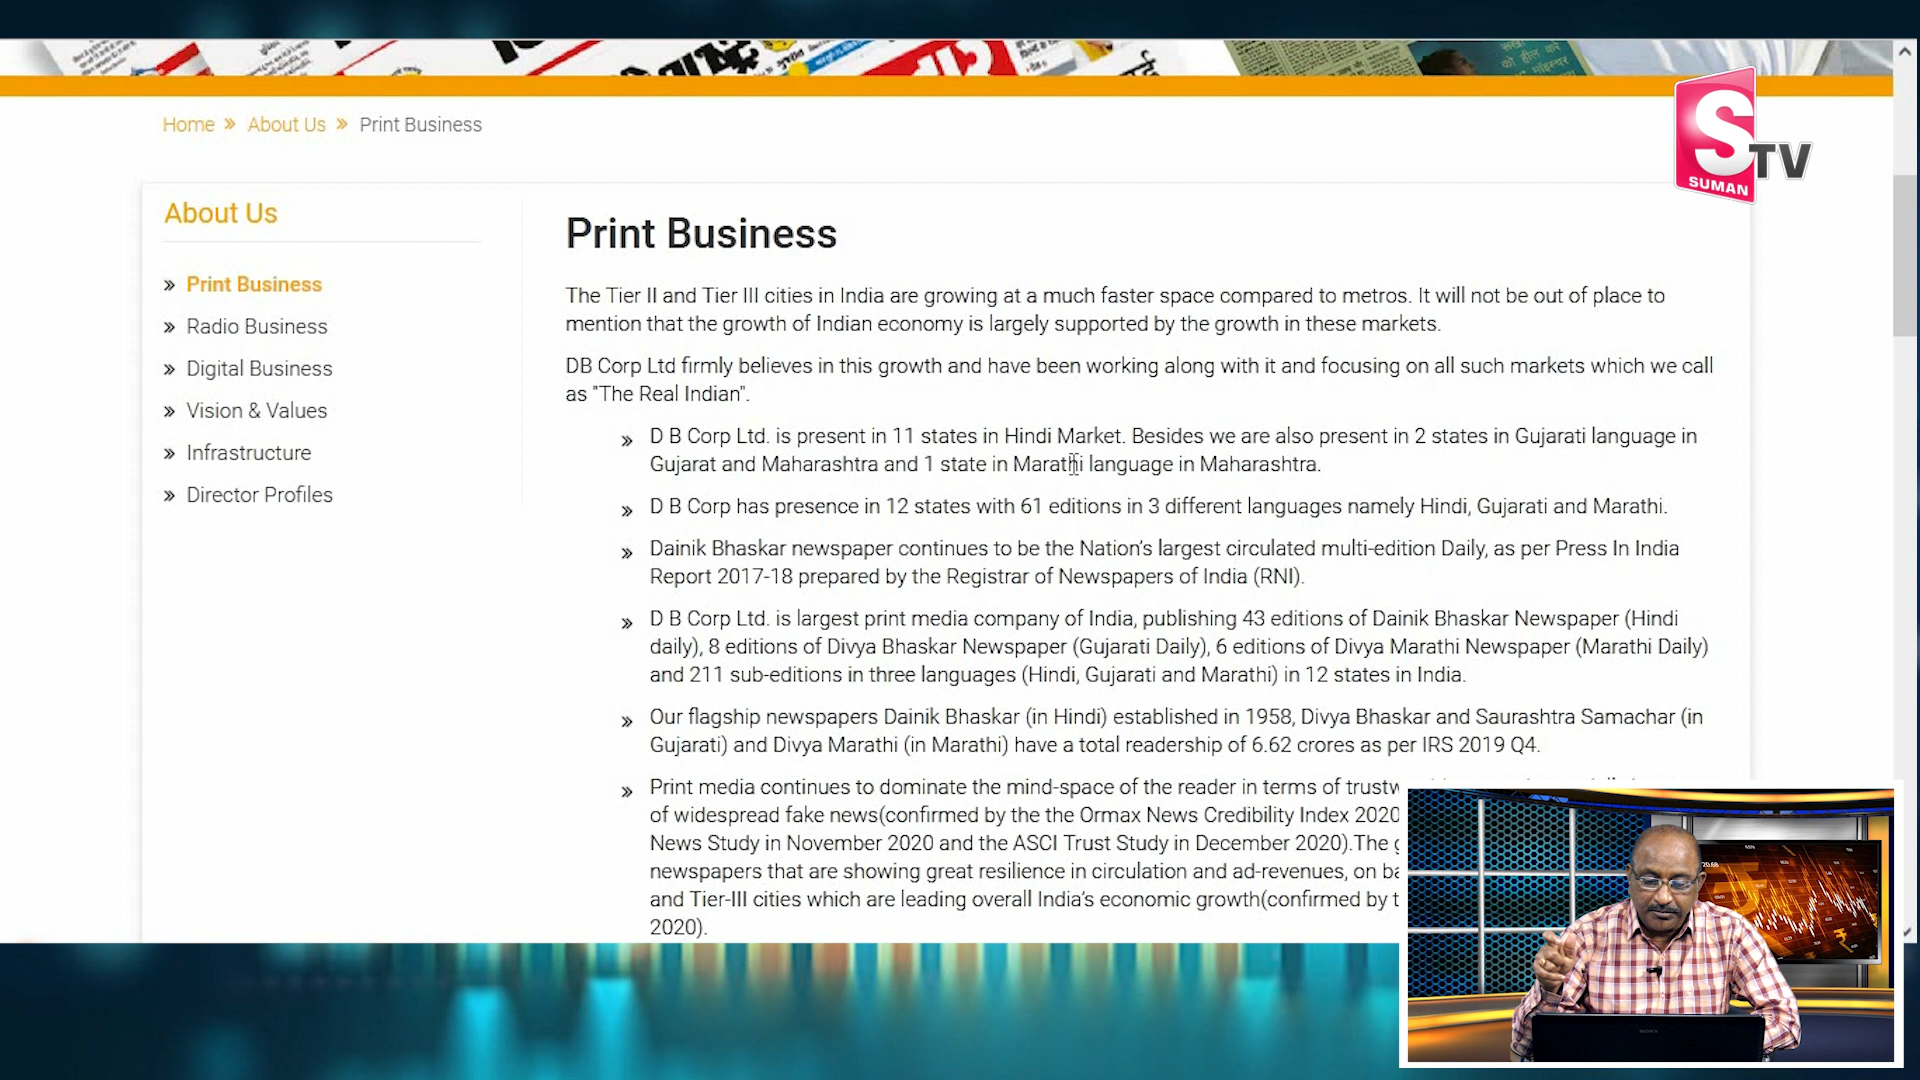 S
TV
SUMAN
Home » About Us » Print Business
About Us
» Print Business
» Radio Business
» Digital Business
» Vision & Values
» Infrastructure
» Director Profiles
Print Business
The Tier II and Tier III cities in India are growing at a much faster space compared to metros. It will not be out of place to
mention that the growth of Indian economy is largely supported by the growth in these markets.
DB Corp Ltd firmly believes in this growth and have been working along with it and focusing on all such markets which we call
as "The Real Indian".
» D B Corp Ltd. is present in 11 states in Hindi Market. Besides we are also present in 2 states in Gujarati language in
Gujarat and Maharashtra and 1 state in Marathi language in Maharashtra.
» D B Corp has presence in 12 states with 61 editions in 3 different languages namely Hindi, Gujarati and Marathi.
» Dainik Bhaskar newspaper continues to be the Nation's largest circulated multi-edition Daily, as per Press In India
Report 2017-18 prepared by the Registrar of Newspapers of India (RNI).
» D B Corp Ltd. is largest print media company of India, publishing 43 editions of Dainik Bhaskar Newspaper (Hindi
daily), 8 editions of Divya Bhaskar Newspaper (Gujarati Daily), 6 editions of Divya Marathi Newspaper (Marathi Daily)
and 211 sub-editions in three languages (Hindi, Gujarati and Marathi) in 12 states in India.
» Our flagship newspapers Dainik Bhaskar (in Hindi) established in 1958, Divya Bhaskar and Saurashtra Samachar (in
Gujarati) and Divya Marathi (in Marathi) have a total readership of 6.62 crores as per IRS 2019 Q4.
» Print media continues to dominate the mind-space of the reader in terms of
of widespread fake news(confirmed by the the Ormax News Credibility Index 2020
News Study in November 2020 and the ASCI Trust Study in December 2020).The
newspapers that are showing great resilience in circulation and ad-revenues, on
and Tier-III cities which are leading overall India's economic growth(confirmed by
2020).